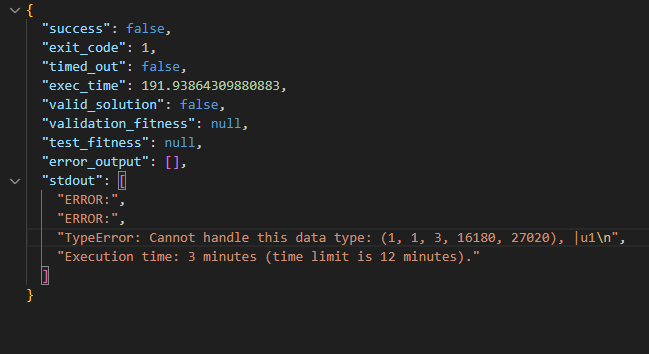 {
"success": false,
"exit_code": 1,
"timed_out": false,
"exec_time": 191.93864309880883,
"valid_solution": false,
"validation_fitness": null,
"test_fitness": null,
"error_output": [],
"stdout": [
"ERROR:",
"ERROR:",
"TypeError: Cannot handle this data type: (1, 1, 3, 16180, 27020), |u1\n",
"Execution time: 3 minutes (time limit is 12 minutes)."
]
}